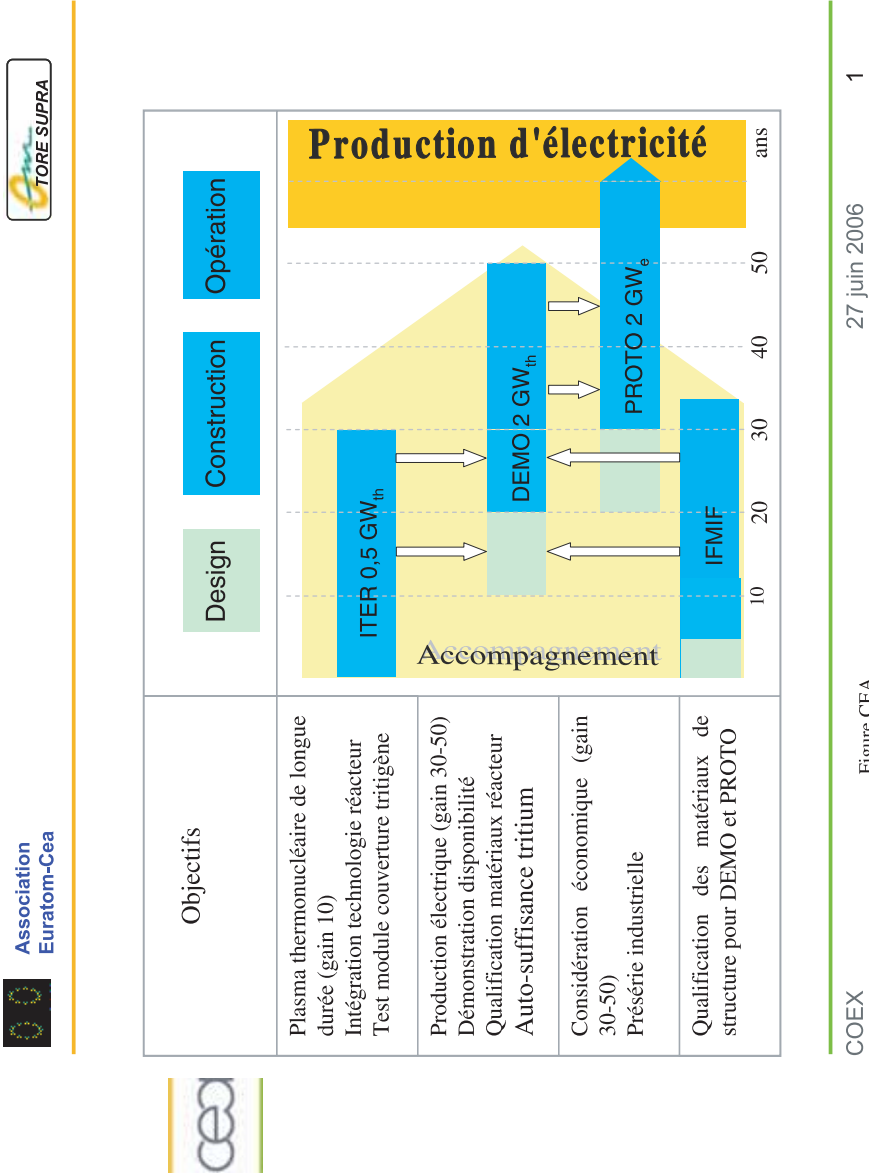 Association
Euratom-Cea
TORE SUPRA
cea
Objectifs
Design
Construction
Opération
Plasma thermonucléaire de longue
durée (gain 10)
Intégration technologie réacteur
Test module couverture tritigène
Production électrique (gain 30-50)
Démonstration disponibilité
Qualification matériaux réacteur
Auto-suffisance tritium
Considération économique (gain
30-50)
Présérie industrielle
Qualification des matériaux de
structure pour DEMO et PROTO
ITER 0,5 GWth
Accompagnement
DEMO 2 GWth
PROTO 2 GWe
IFMIF
Production d'électricité
10 20 30 40 50 ans
COEX
27 juin 2006
1
Figure CEA